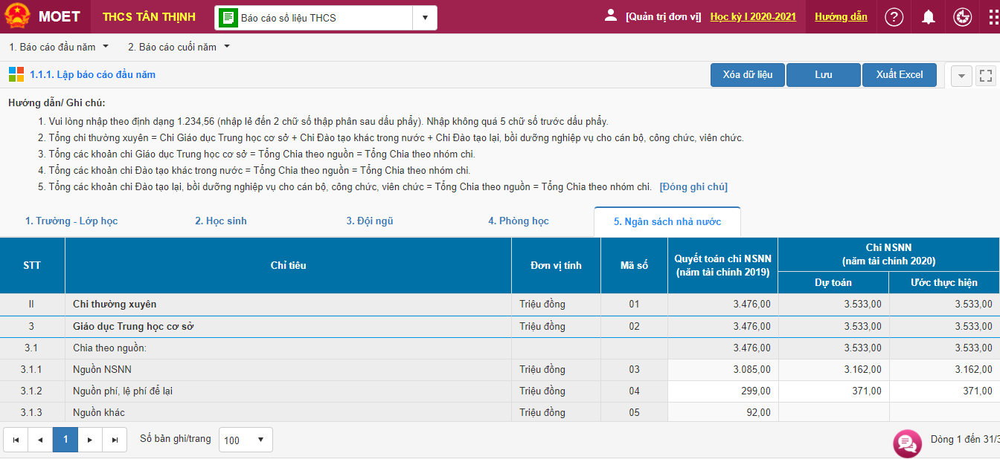 MOET THCS TÂN THỊNH Báo cáo số liệu THCS [Quản trị đơn vị] Học kỳ I 2020-2021 Hướng dẫn ?
1. Báo cáo đầu năm 2. Báo cáo cuối năm
1.1.1. Lập báo cáo đầu năm Xóa dữ liệu Lưu Xuất Excel
Hướng dẫn/ Ghi chú:
1. Vui lòng nhập theo định dạng 1.234,56 (nhập lẻ đến 2 chữ số thập phân sau dấu phẩy). Nhập không quá 5 chữ số trước dấu phẩy.
2. Tổng chi thường xuyên = Chi Giáo dục Trung học cơ sở + Chi Đào tạo khác trong nước + Chi Đào tạo lại, bồi dưỡng nghiệp vụ cho cán bộ, công chức, viên chức.
3. Tổng các khoản chi Giáo dục Trung học cơ sở = Tổng Chia theo nguồn = Tổng Chia theo nhóm chi.
4. Tổng các khoản chi Đào tạo khác trong nước = Tổng Chia theo nguồn = Tổng Chia theo nhóm chi.
5. Tổng các khoản chi Đào tạo lại, bồi dưỡng nghiệp vụ cho cán bộ, công chức, viên chức = Tổng Chia theo nguồn = Tổng Chia theo nhóm chi. [Đóng ghi chú]
1. Trường - Lớp học 2. Học sinh 3. Đội ngũ 4. Phòng học 5. Ngân sách nhà nước
STT Chỉ tiêu Đơn vị tính Mã số Quyết toán chi NSNN (năm tài chính 2019) Chi NSNN (năm tài chính 2020)
Dự toán Ước thực hiện
II Chi thường xuyên Triệu đồng 01 3.476,00 3.533,00 3.533,00
3 Giáo dục Trung học cơ sở Triệu đồng 02 3.476,00 3.533,00 3.533,00
3.1 Chia theo nguồn: 3.476,00 3.533,00 3.533,00
3.1.1 Nguồn NSNN Triệu đồng 03 3.085,00 3.162,00 3.162,00
3.1.2 Nguồn phí, lệ phí để lại Triệu đồng 04 299,00 371,00 371,00
3.1.3 Nguồn khác Triệu đồng 05 92,00
1 Số bản ghi/trang 100 Dòng 1 đến 31/3